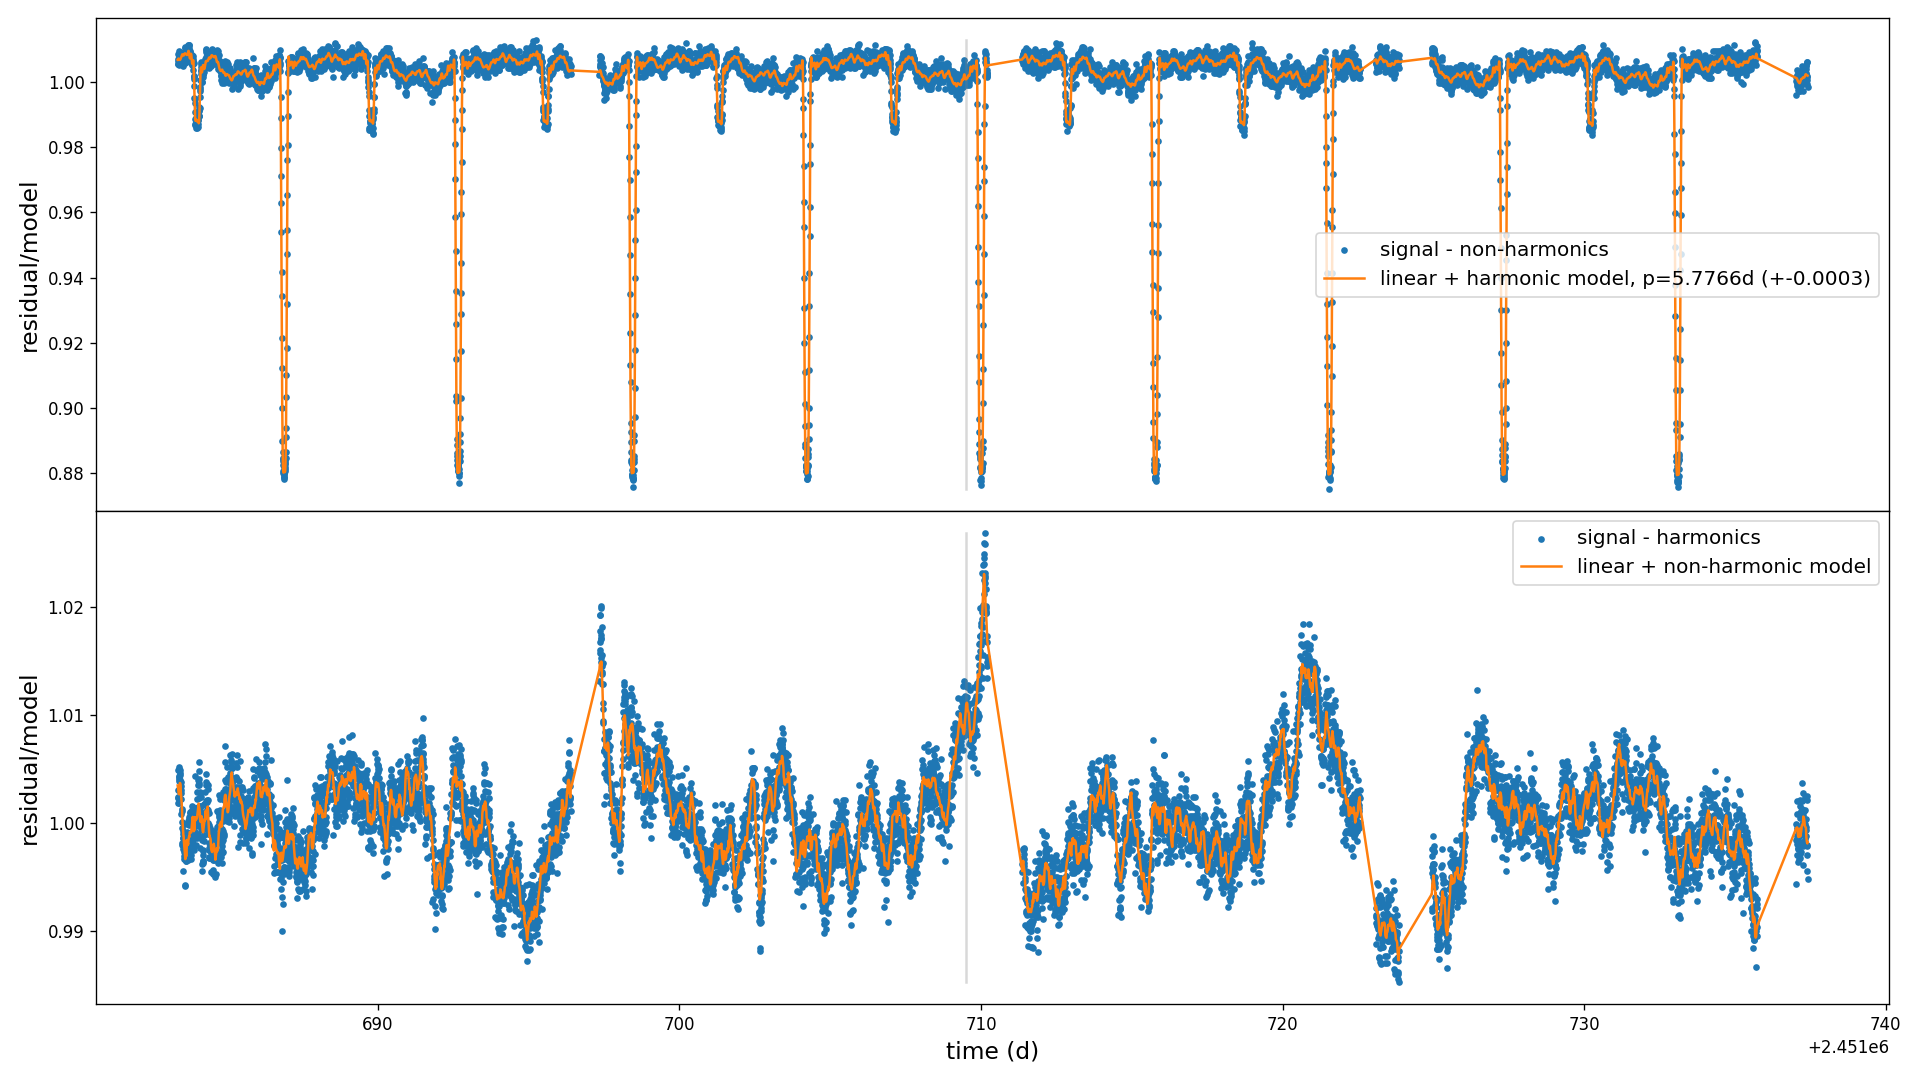 1.00
0.98
0.96
0.94
0.92
0.90
0.88
residual/model
signal - non-harmonics
linear + harmonic model, p=5.7766d (+-0.0003)
1.02
1.01
1.00
0.99
residual/model
signal - harmonics
linear + non-harmonic model
690 700 710 720 730 740
time (d)
+2.451e6